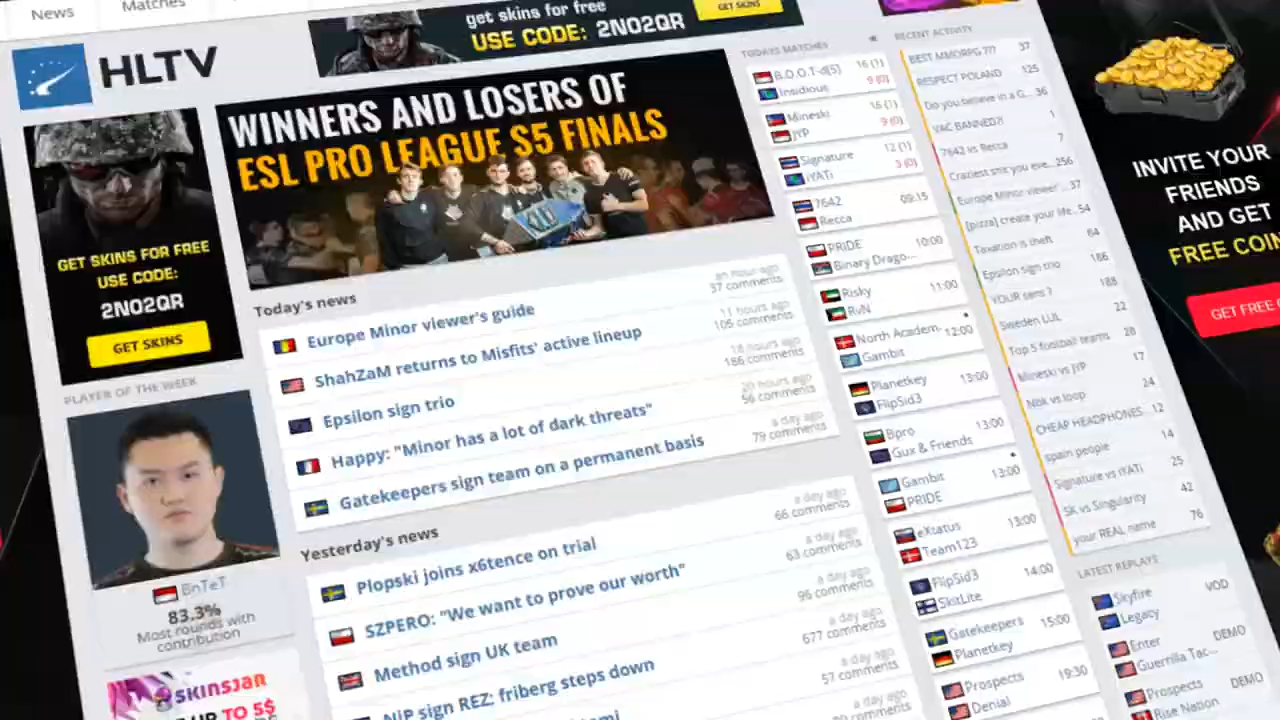 News
Matches
HLTV
get skins for free
USE CODE: 2NO2QR
GET SKINS
GET SKINS FOR FREE
USE CODE:
2NO2QR
GET SKINS
PLAYER OF THE WEEK
BnTeT
83.3%
Most rounds with
contribution
SKINSJAR
UP TO 5$
WINNERS AND LOSERS OF
ESL PRO LEAGUE S5 FINALS
Today's news
Europe Minor viewer's guide
an hour ago
37 comments
ShahZaM returns to Misfits' active lineup
11 hours ago
105 comments
Epsilon sign trio
18 hours ago
186 comments
Happy: "Minor has a lot of dark threats"
20 hours ago
56 comments
Gatekeepers sign team on a permanent basis
a day ago
79 comments
Yesterday's news
Plopski joins x6tence on trial
a day ago
66 comments
SZPERO: "We want to prove our worth"
a day ago
63 comments
Method sign UK team
a day ago
96 comments
NiP sign REZ: friberg steps down
a day ago
677 comments
a day ago
57 comments
a day ago
TODAYS MATCHES
B.O.O.T-d[S] 16 (1)
Insidious 9 (0)
Mineski 16 (1)
JYP 9 (0)
Signature 12 (1)
iYATi 3 (0)
7642 09:15
Recca
PRiDE 10:00
Binary Drago...
Risky 11:00
RvN
North Academ... 12:00
Gambit
Planetkey 13:00
FlipSid3
Bpro 13:00
Gux & Friends
Gambit 13:00
PRIDE
eXtatus 13:00
Team123
FlipSid3 14:00
SkitLite
Gatekeepers 15:00
Planetkey
Prospects 19:30
Denial
RECENT ACTIVITY
BEST MMORPG ??? 37
RESPECT POLAND 125
Do you believe in a G... 36
VAC BANNED?! 1
7642 vs Recca 7
Craziest shit you eve... 256
Europe Minor viewer'... 37
[pizza] create your life... 54
Taxation is theft 64
Epsilon sign trio 186
YOUR sens ? 188
Sweden LUL 22
Top 5 football teams 28
Mineski vs JYP 17
Nbk vs loop 24
CHEAP HEADPHONES 12
spain people 14
Signature vs iYATi 25
SK vs Singularity 42
your REAL name 76
LATEST REPLAYS
Skyfire VOD
Legacy
Enter DEMO
Guerrilla Tac...
Prospects DEMO
Rise Nation
INVITE YOUR
FRIENDS
AND GET
FREE COIN
GET FREE